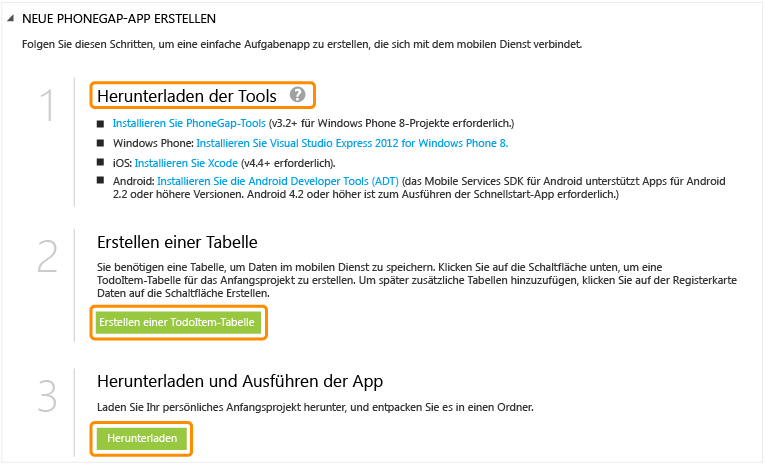 NEUE PHONEGAP-APP ERSTELLEN
Folgen Sie diesen Schritten, um eine einfache Aufgabenapp zu erstellen, die sich mit dem mobilen Dienst verbindet.
1
Herunterladen der Tools ?
Installieren Sie PhoneGap-Tools (v3.2+ für Windows Phone 8-Projekte erforderlich.)
Windows Phone: Installieren Sie Visual Studio Express 2012 for Windows Phone 8.
iOS: Installieren Sie Xcode (v4.4+ erforderlich).
Android: Installieren Sie die Android Developer Tools (ADT) (das Mobile Services SDK für Android unterstützt Apps für Android
2.2 oder höhere Versionen. Android 4.2 oder höher ist zum Ausführen der Schnellstart-App erforderlich.)
2
Erstellen einer Tabelle
Sie benötigen eine Tabelle, um Daten im mobilen Dienst zu speichern. Klicken Sie auf die Schaltfläche unten, um eine
TodoItem-Tabelle für das Anfangsprojekt zu erstellen. Um später zusätzliche Tabellen hinzuzufügen, klicken Sie auf der Registerkarte
Daten auf die Schaltfläche Erstellen.
Erstellen einer TodoItem-Tabelle
3
Herunterladen und Ausführen der App
Laden Sie Ihr persönliches Anfangsprojekt herunter, und entpacken Sie es in einen Ordner.
Herunterladen